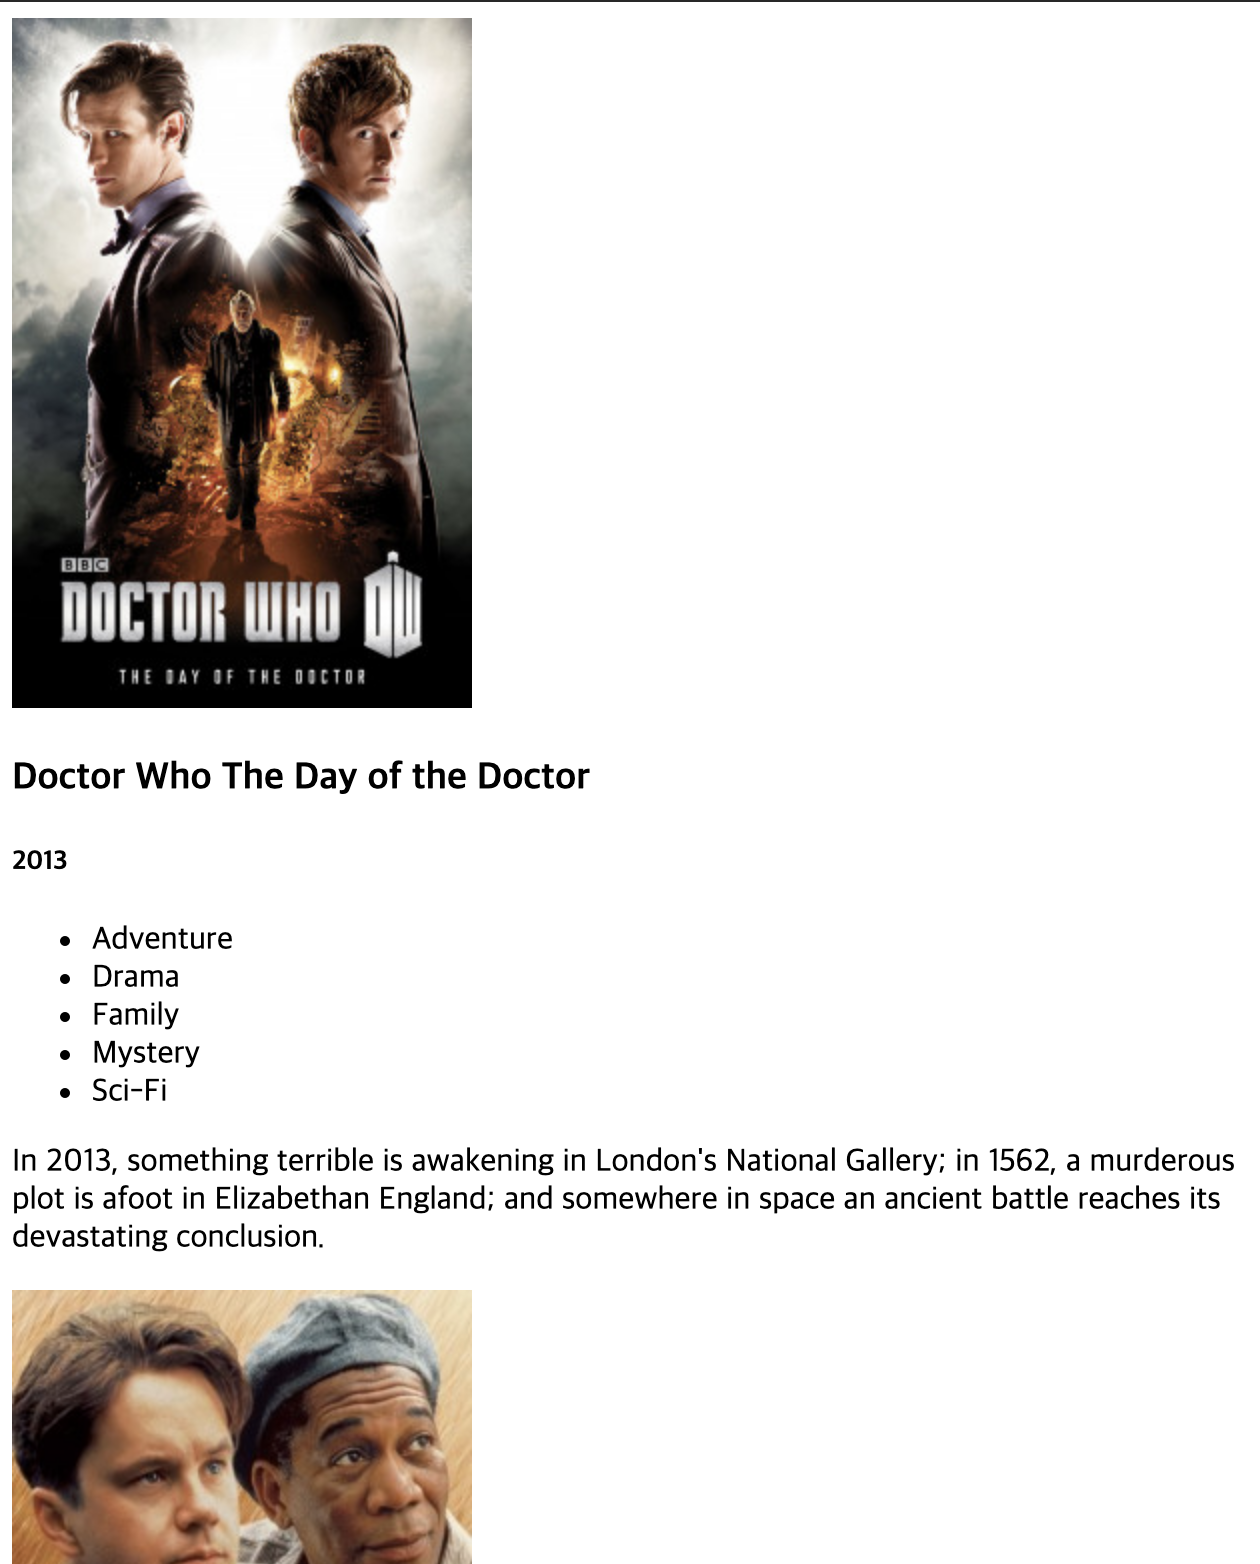 BBC
DOCTOR WHO DW
THE DAY OF THE DOCTOR
Doctor Who The Day of the Doctor
2013
Adventure
Drama
Family
Mystery
Sci-Fi
In 2013, something terrible is awakening in London's National Gallery; in 1562, a murderous
plot is afoot in Elizabethan England; and somewhere in space an ancient battle reaches its
devastating conclusion.